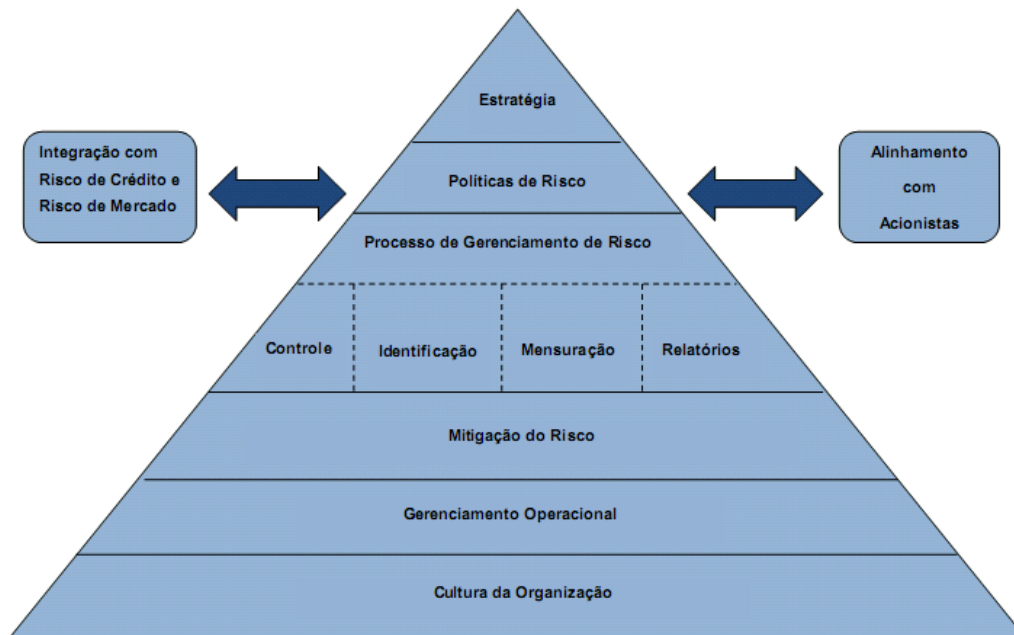 Estratégia
Integração com
Risco de Crédito e
Risco de Mercado
Políticas de Risco
Alinhamento
com
Acionistas
Processo de Gerenciamento de Risco
Controle
Identificação
Mensuração
Relatórios
Mitigação do Risco
Gerenciamento Operacional
Cultura da Organização